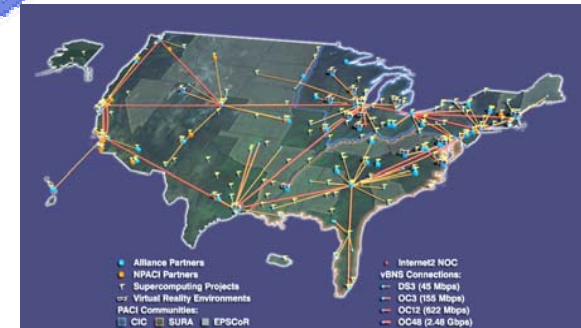 Alliance Partners
NPACI Partners
Supercomputing Projects
Virtual Reality Environments
PACI Communities:
CIC SURA EPSCoR
Internet2 NOC
vBNS Connections:
DS3 (45 Mbps)
OC3 (155 Mbps)
OC12 (622 Mbps)
OC48 (2.48 Gbps)